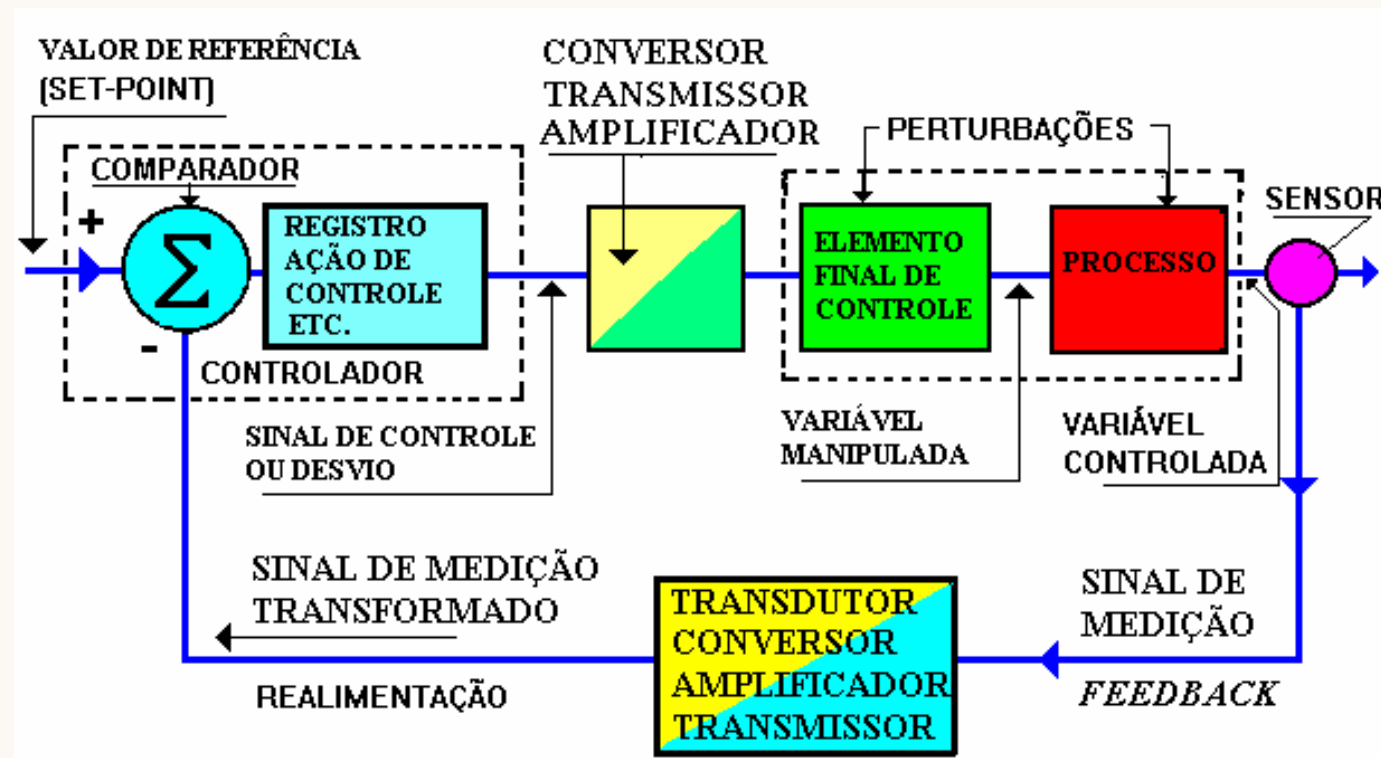 VALOR DE REFERÊNCIA
(SET-POINT)
CONVERSOR
TRANSMISSOR
AMPLIFICADOR
PERTURBAÇÕES
SENSOR
COMPARADOR
+
Σ
-
REGISTRO
AÇÃO DE
CONTROLE
ETC.
CONTROLADOR
ELEMENTO
FINAL DE
CONTROLE
PROCESSO
SINAL DE CONTROLE
OU DESVIO
VARIÁVEL
MANIPULADA
VARIÁVEL
CONTROLADA
SINAL DE MEDIÇÃO
TRANSFORMADO
REALIMENTAÇÃO
TRANSDUTOR
CONVERSOR
AMPLIFICADOR
TRANSMISSOR
SINAL DE
MEDIÇÃO
FEEDBACK